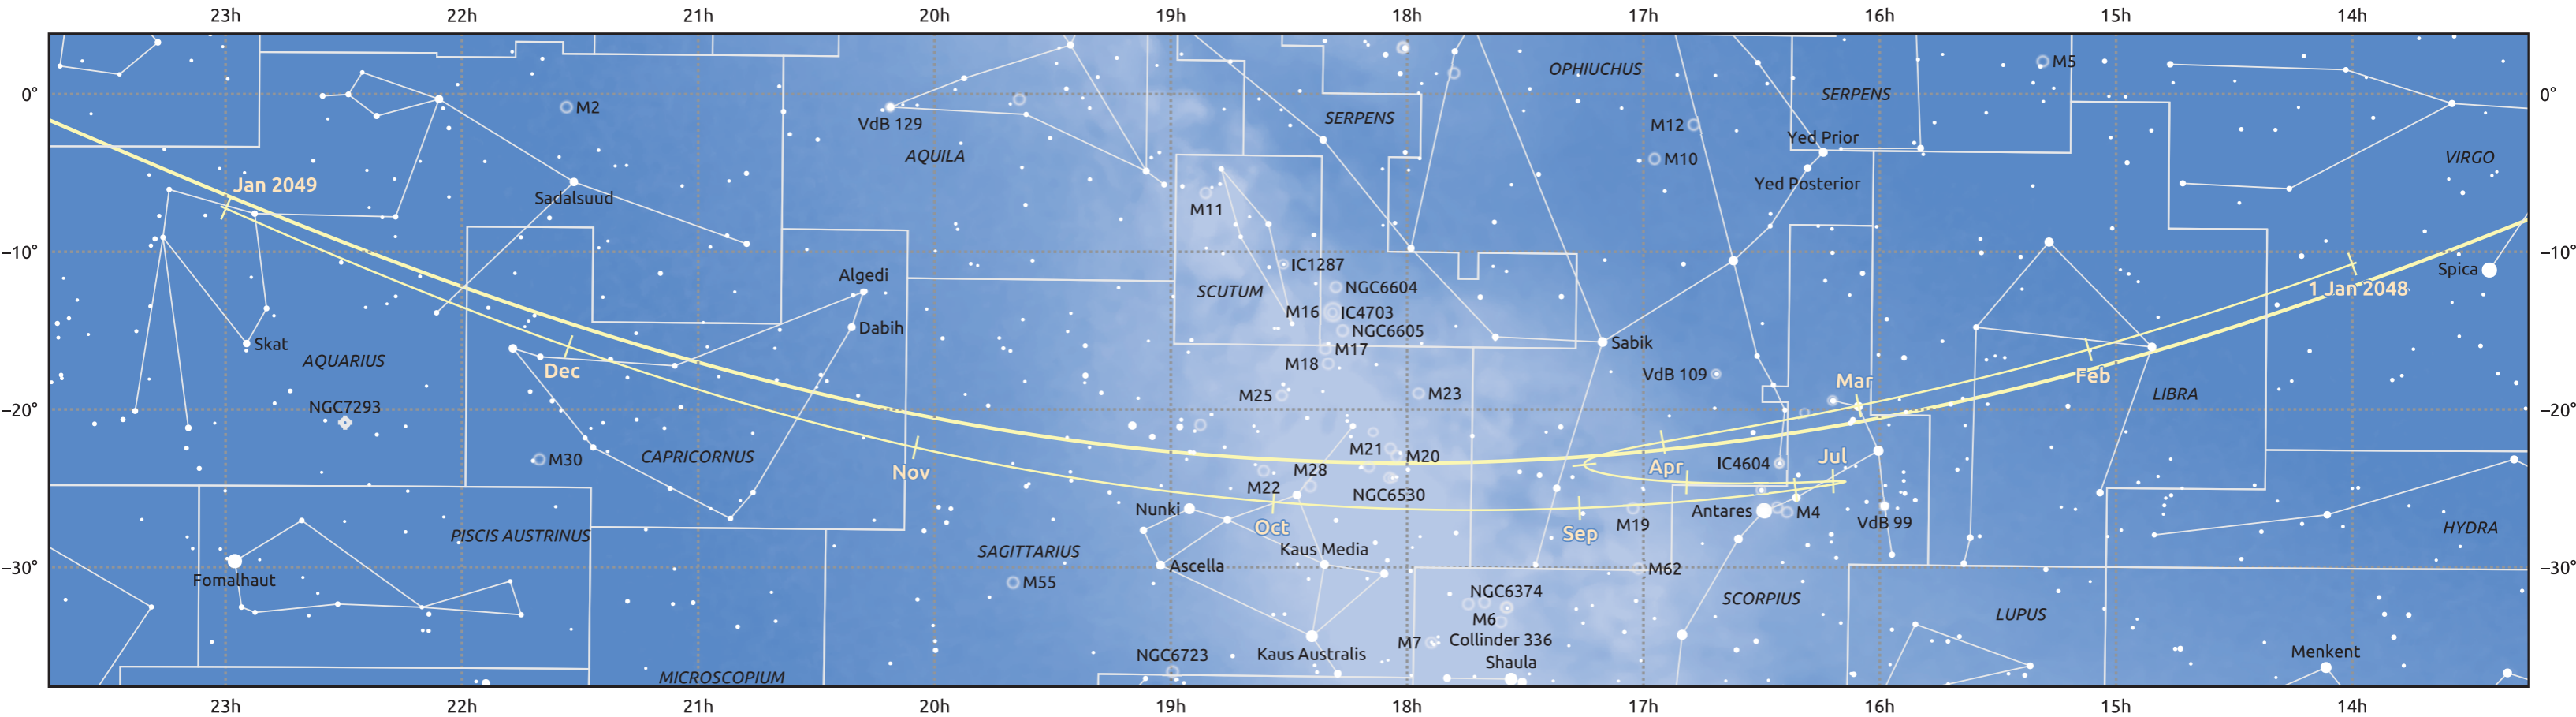 23h 22h 21h 20h 19h 18h 17h 16h 15h 14h
OPHIUCHUS
M5
0° M2 SERPENS 0°
VdB 129 SERPENS M12
Yed Prior
AQUILA M10 VIRGO
Jan 2049 Yed Posterior
Sadalsuud
M11
−10° −10°
IC1287 Spica
Algedi
SCUTUM NGC6604 1 Jan 2048
M16 IC4703
Dabih NGC6605
Skat M17 Sabik
AQUARIUS M18
Dec VdB 109 Feb
Mar
M25 M23 LIBRA
−20° NGC7293 −20°
M21
M30 CAPRICORNUS M20 Jul
Nov M28 Apr IC4604
M22 NGC6530
Nunki Antares M4
Oct Sep M19 VdB 99
PISCIS AUSTRINUS HYDRA
SAGITTARIUS Kaus Media
−30° Ascella M62 −30°
Fomalhaut M55
NGC6374 SCORPIUS
M6 LUPUS
M7 Collinder 336
NGC6723 Kaus Australis Shaula Menkent
MICROSCOPIUM
23h 22h 21h 20h 19h 18h 17h 16h 15h 14h